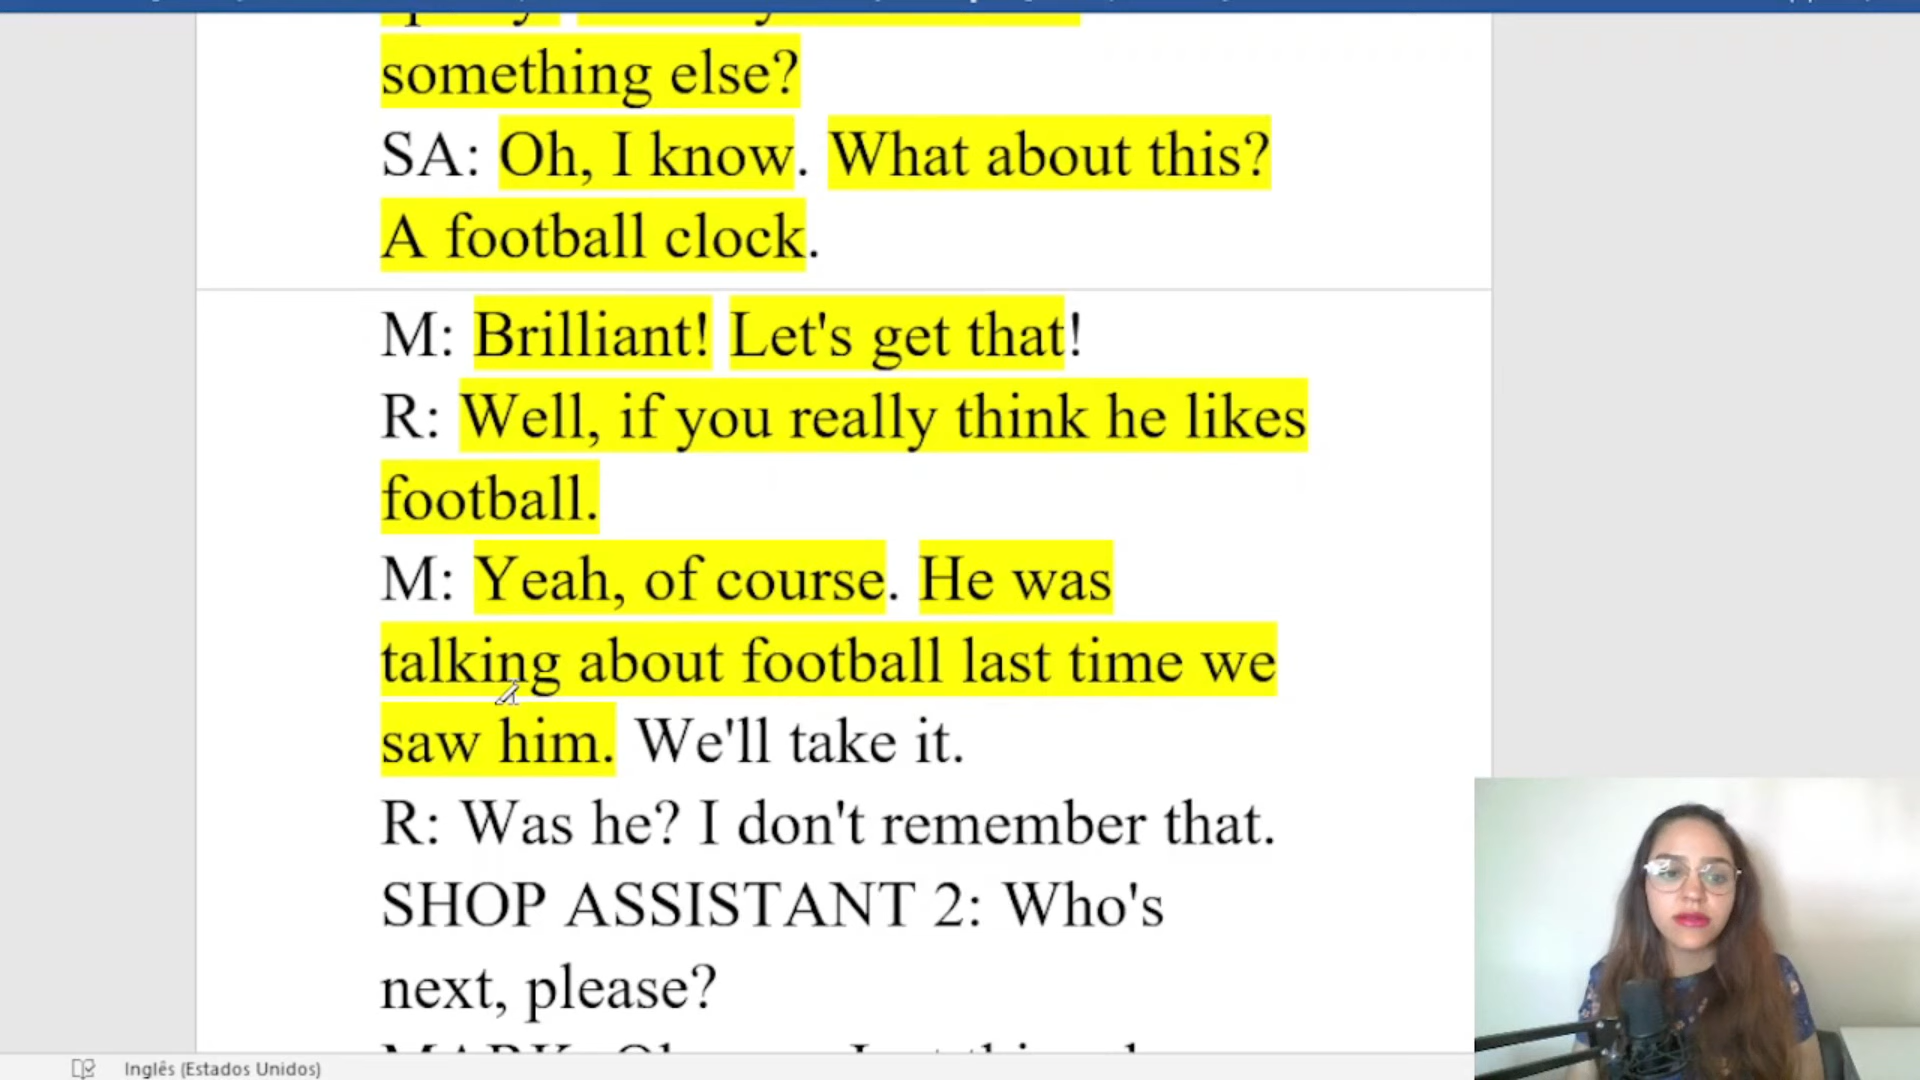 something else?
SA: Oh, I know. What about this?
A football clock.
M: Brilliant! Let's get that!
R: Well, if you really think he likes
football.
M: Yeah, of course. He was
talking about football last time we
saw him. We'll take it.
R: Was he? I don't remember that.
SHOP ASSISTANT 2: Who's
next, please?
Inglês (Estados Unidos)